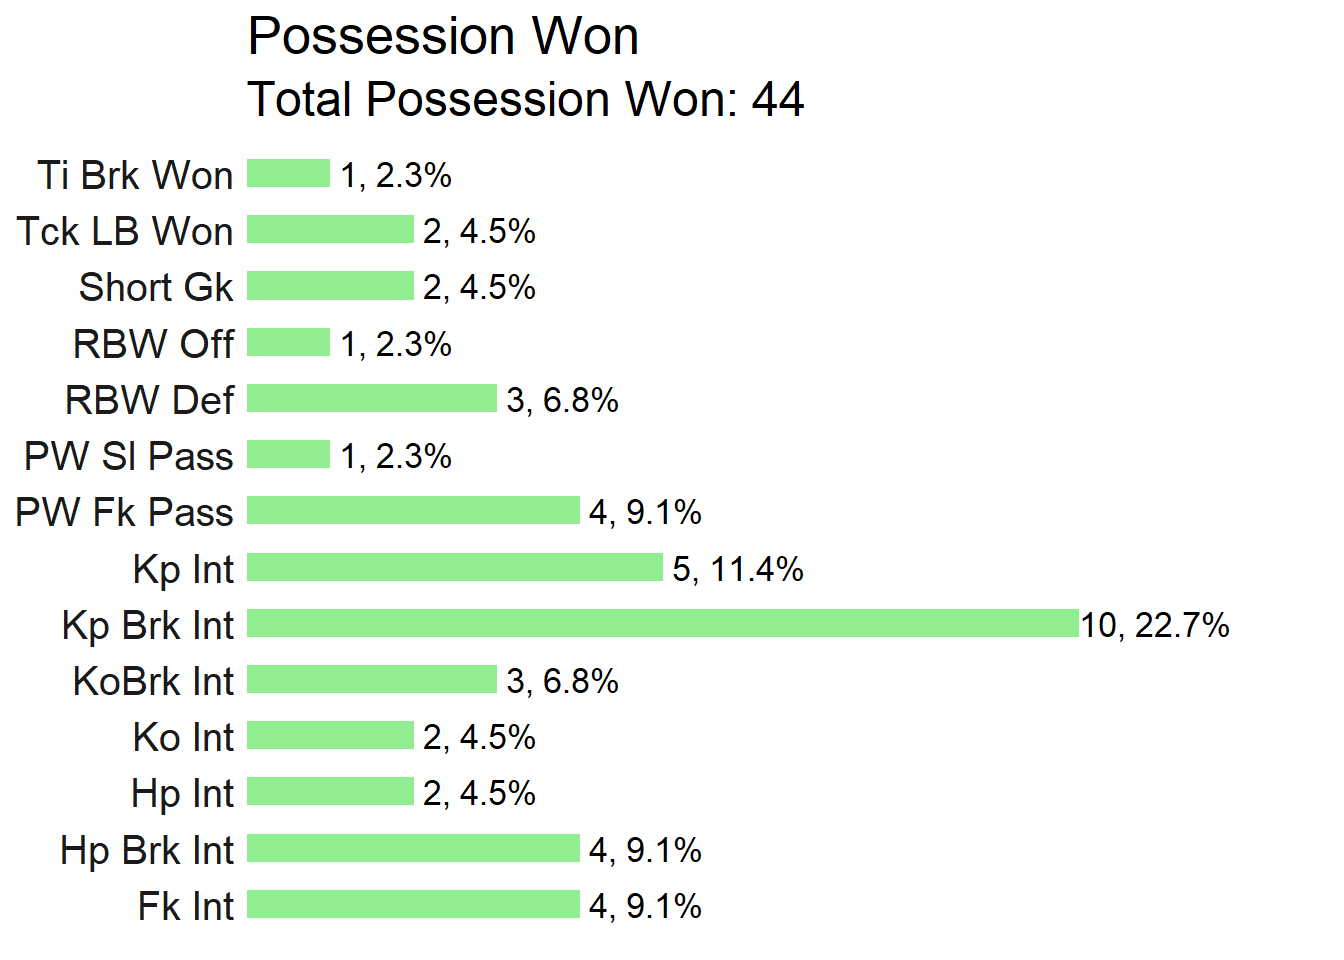 Possession Won
Total Possession Won: 44
Ti Brk Won 1, 2.3%
Tck LB Won 2, 4.5%
Short Gk 2, 4.5%
RBW Off 1, 2.3%
RBW Def 3, 6.8%
PW Sl Pass 1, 2.3%
PW Fk Pass 4, 9.1%
Kp Int 5, 11.4%
Kp Brk Int 10, 22.7%
KoBrk Int 3, 6.8%
Ko Int 2, 4.5%
Hp Int 2, 4.5%
Hp Brk Int 4, 9.1%
Fk Int 4, 9.1%